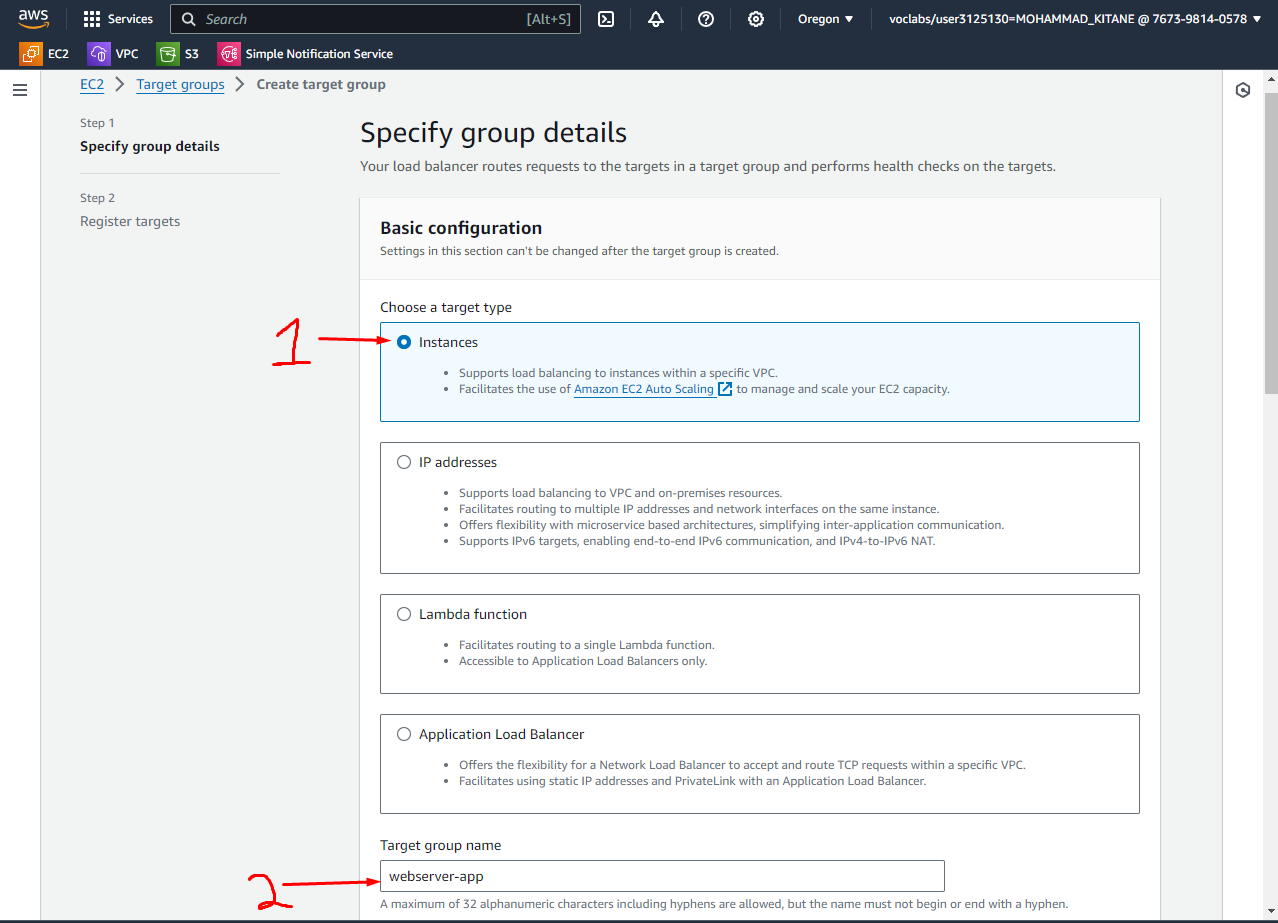 aws Services Search [Alt+S] Oregon voclabs/user3125130=MOHAMMAD_KITANE @ 7673-9814-0578
EC2 VPC S3 Simple Notification Service
EC2 Target groups Create target group
Step 1
Specify group details
Step 2
Register targets
Specify group details
Your load balancer routes requests to the targets in a target group and performs health checks on the targets.
Basic configuration
Settings in this section can't be changed after the target group is created.
Choose a target type
1
Instances
• Supports load balancing to instances within a specific VPC.
• Facilitates the use of Amazon EC2 Auto Scaling to manage and scale your EC2 capacity.
IP addresses
• Supports load balancing to VPC and on-premises resources.
• Facilitates routing to multiple IP addresses and network interfaces on the same instance.
• Offers flexibility with microservice based architectures, simplifying inter-application communication.
• Supports IPv6 targets, enabling end-to-end IPv6 communication, and IPv4-to-IPv6 NAT.
Lambda function
• Facilitates routing to a single Lambda function.
• Accessible to Application Load Balancers only.
Application Load Balancer
• Offers the flexibility for a Network Load Balancer to accept and route TCP requests within a specific VPC.
• Facilitates using static IP addresses and PrivateLink with an Application Load Balancer.
Target group name
2
webserver-app
A maximum of 32 alphanumeric characters including hyphens are allowed, but the name must not begin or end with a hyphen.